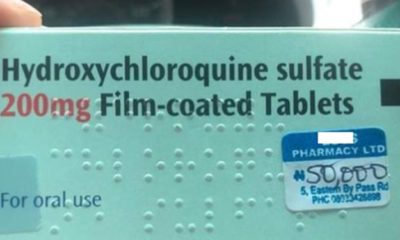 Hydroxychloroquine sulfate
200mg Film-coated Tablets
PHARMACY LTD
₦50,000
5, Eastern By Pass Rd
PHC 08033425698
For oral use